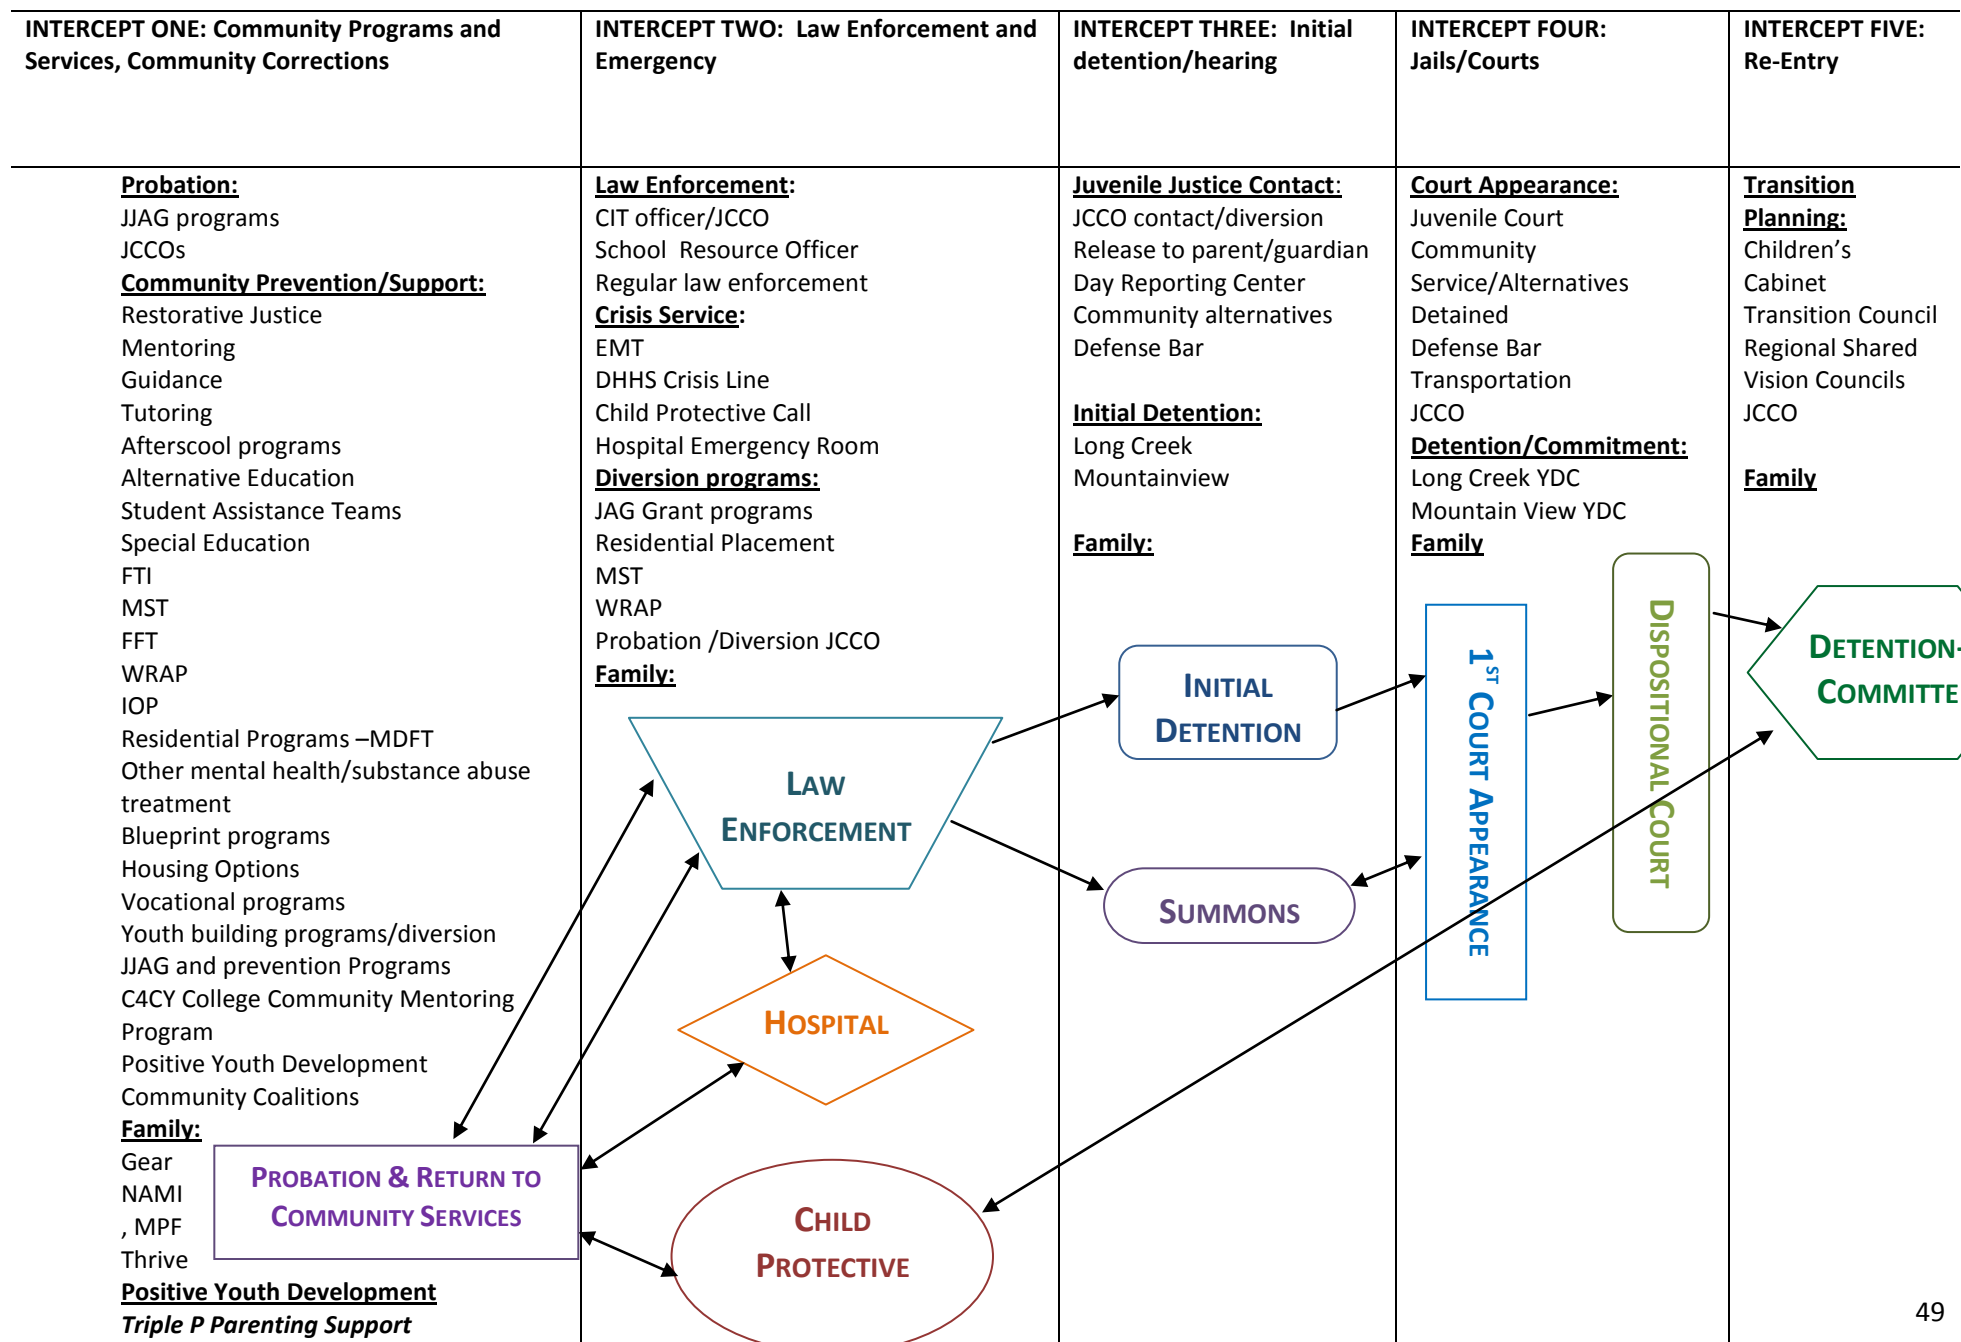 INTERCEPT ONE: Community Programs and
Services, Community Corrections
INTERCEPT TWO:  Law Enforcement and
Emergency
INTERCEPT THREE:  Initial
detention/hearing
INTERCEPT FOUR:
Jails/Courts
INTERCEPT FIVE:
Re-Entry
Probation:
JJAG programs
JCCOs
Community Prevention/Support:
Restorative Justice
Mentoring
Guidance
Tutoring
Afterscool programs
Alternative Education
Student Assistance Teams
Special Education
FTI
MST
FFT
WRAP
IOP
Residential Programs –MDFT
Other mental health/substance abuse
treatment
Blueprint programs
Housing Options
Vocational programs
Youth building programs/diversion
JJAG and prevention Programs
C4CY College Community Mentoring
Program
Positive Youth Development
Community Coalitions
Family:
Gear
NAMI
, MPF
Thrive
Positive Youth Development
Triple P Parenting Support
PROBATION & RETURN TO
COMMUNITY SERVICES
Law Enforcement:
CIT officer/JCCO
School  Resource Officer
Regular law enforcement
Crisis Service:
EMT
DHHS Crisis Line
Child Protective Call
Hospital Emergency Room
Diversion programs:
JAG Grant programs
Residential Placement
MST
WRAP
Probation /Diversion JCCO
Family:
LAW
ENFORCEMENT
HOSPITAL
CHILD
PROTECTIVE
Juvenile Justice Contact:
JCCO contact/diversion
Release to parent/guardian
Day Reporting Center
Community alternatives
Defense Bar
Initial Detention:
Long Creek
Mountainview
Family:
INITIAL
DETENTION
SUMMONS
Court Appearance:
Juvenile Court
Community
Service/Alternatives
Detained
Defense Bar
Transportation
JCCO
Detention/Commitment:
Long Creek YDC
Mountain View YDC
Family
1ST COURT APPEARANCE
DISPOSITIONAL COURT
Transition
Planning:
Children’s
Cabinet
Transition Council
Regional Shared
Vision Councils
JCCO
Family
DETENTION-
COMMITTE
49